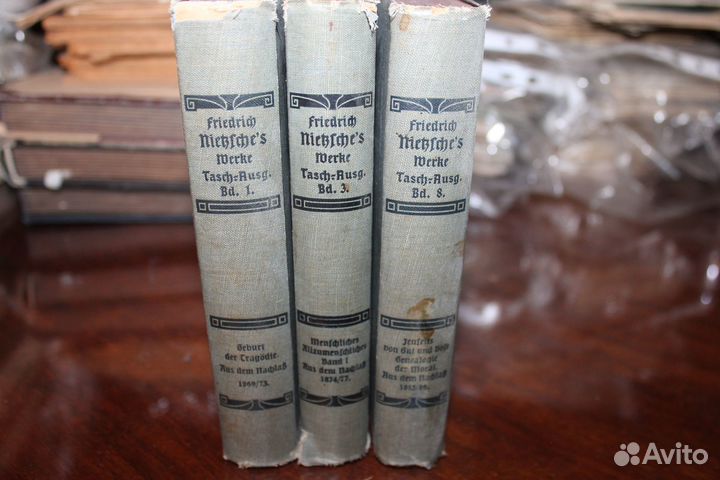 Friedrich
Nietzsche's
Werke
Tasch-Ausg.
Bd. 1.
Geburt
der Tragödie.
Aus dem Nachlaß
1869/73.
Friedrich
Nietzsche's
Werke
Tasch-Ausg.
Bd. 3.
Menschliches
Allzumenschliches
Band 1
Aus dem Nachlaß
1874/77.
Friedrich
Nietzsche's
Werke
Tasch-Ausg.
Bd. 8.
Jenseits
von Gut und Böse
Genealogie
der Moral.
Aus dem Nachlaß
Avito